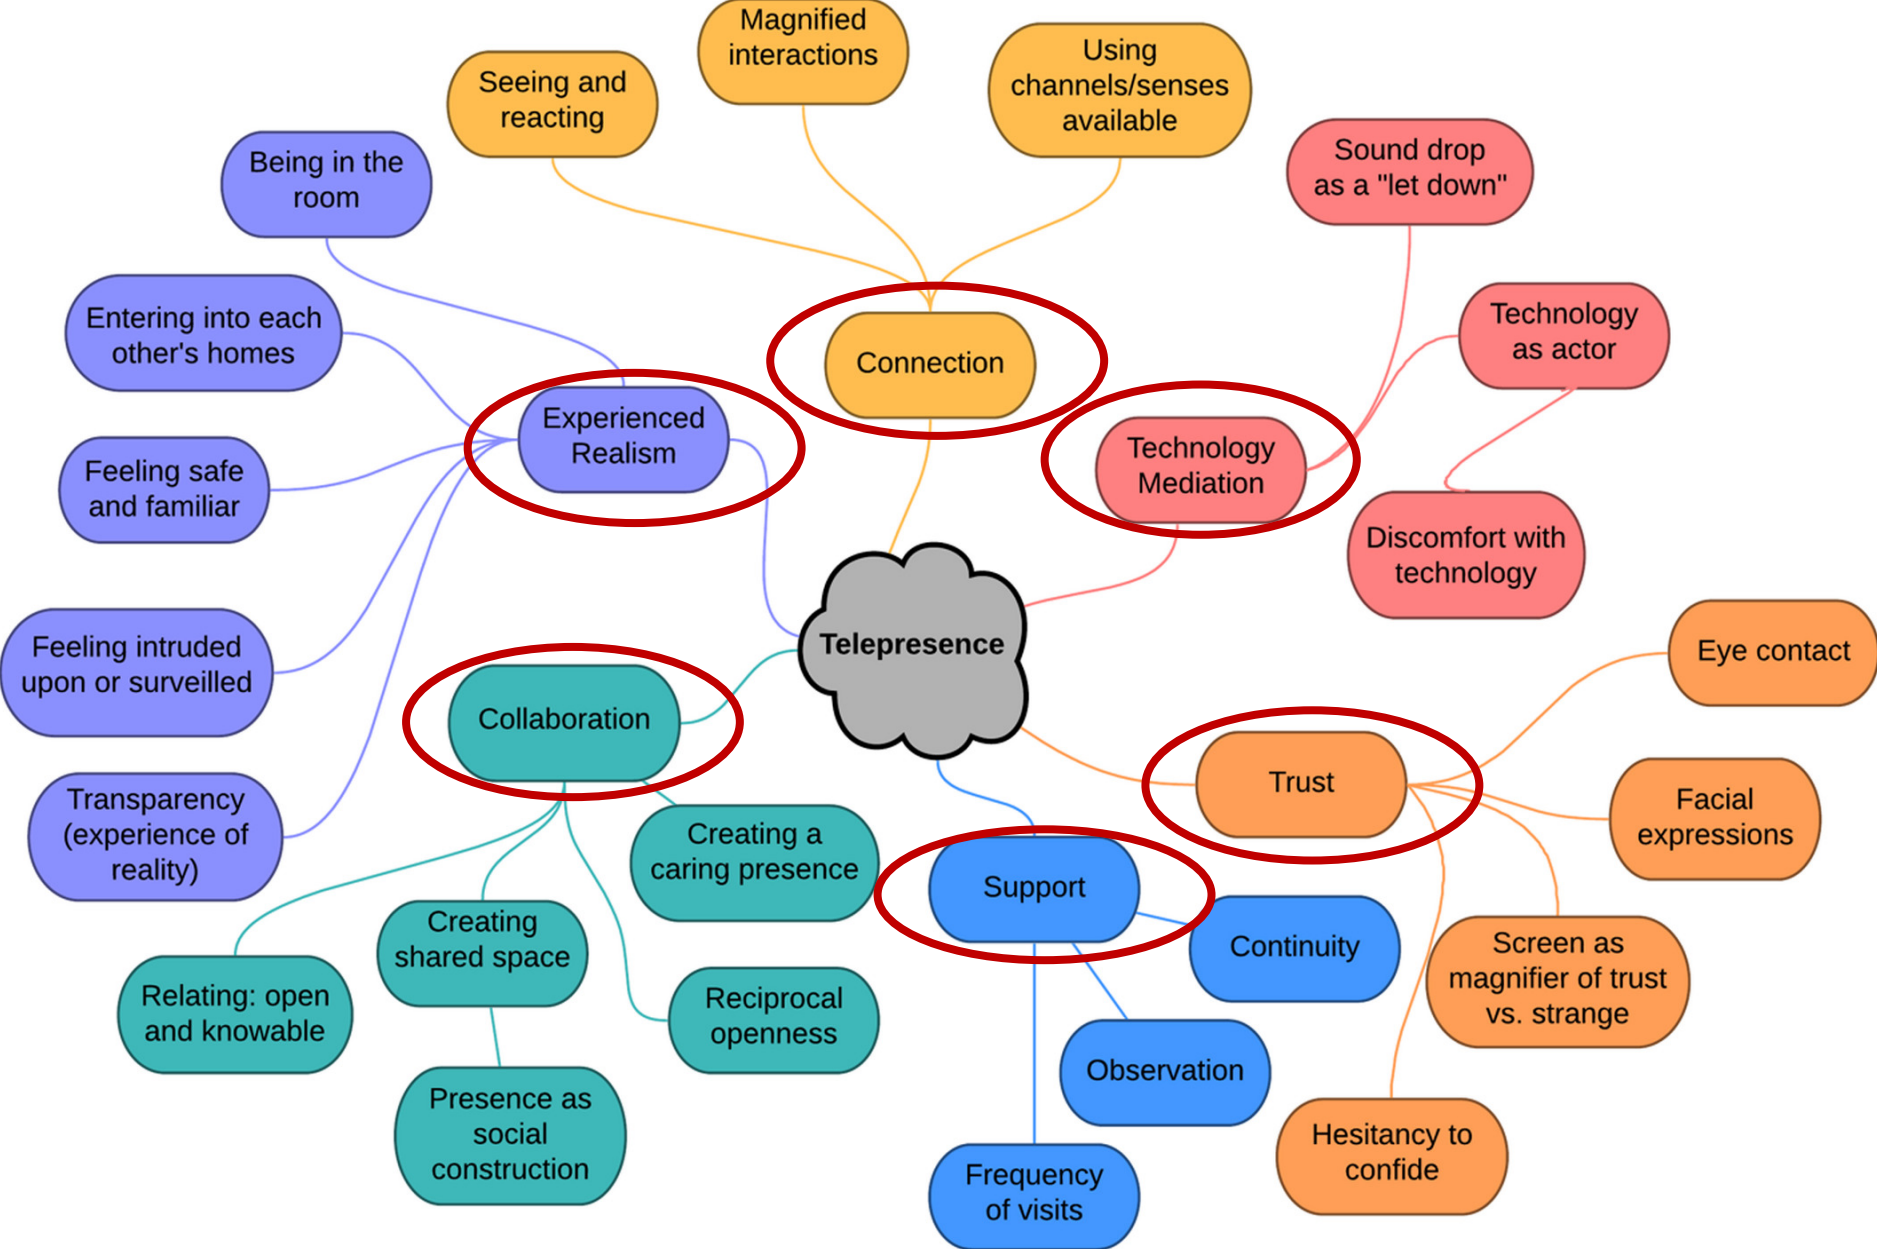 Magnified
interactions
Seeing and
reacting
Using
channels/senses
available
Being in the
room
Sound drop
as a "let down"
Entering into each
other's homes
Technology
as actor
Connection
Experienced
Realism
Technology
Mediation
Feeling safe
and familiar
Discomfort with
technology
Feeling intruded
upon or surveilled
Telepresence
Eye contact
Collaboration
Trust
Transparency
(experience of
reality)
Facial
expressions
Creating a
caring presence
Support
Creating
shared space
Continuity
Screen as
magnifier of trust
vs. strange
Relating: open
and knowable
Reciprocal
openness
Observation
Presence as
social
construction
Hesitancy to
confide
Frequency
of visits